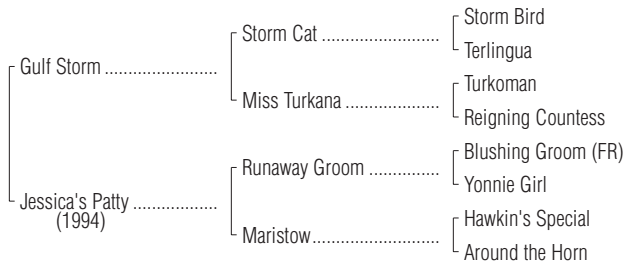 Storm Bird
Storm Cat
Terlingua
Gulf Storm
Turkoman
Miss Turkana
Reigning Countess
Blushing Groom (FR)
Runaway Groom
Yonnie Girl
Jessica's Patty
(1994)
Hawkin's Special
Maristow
Around the Horn